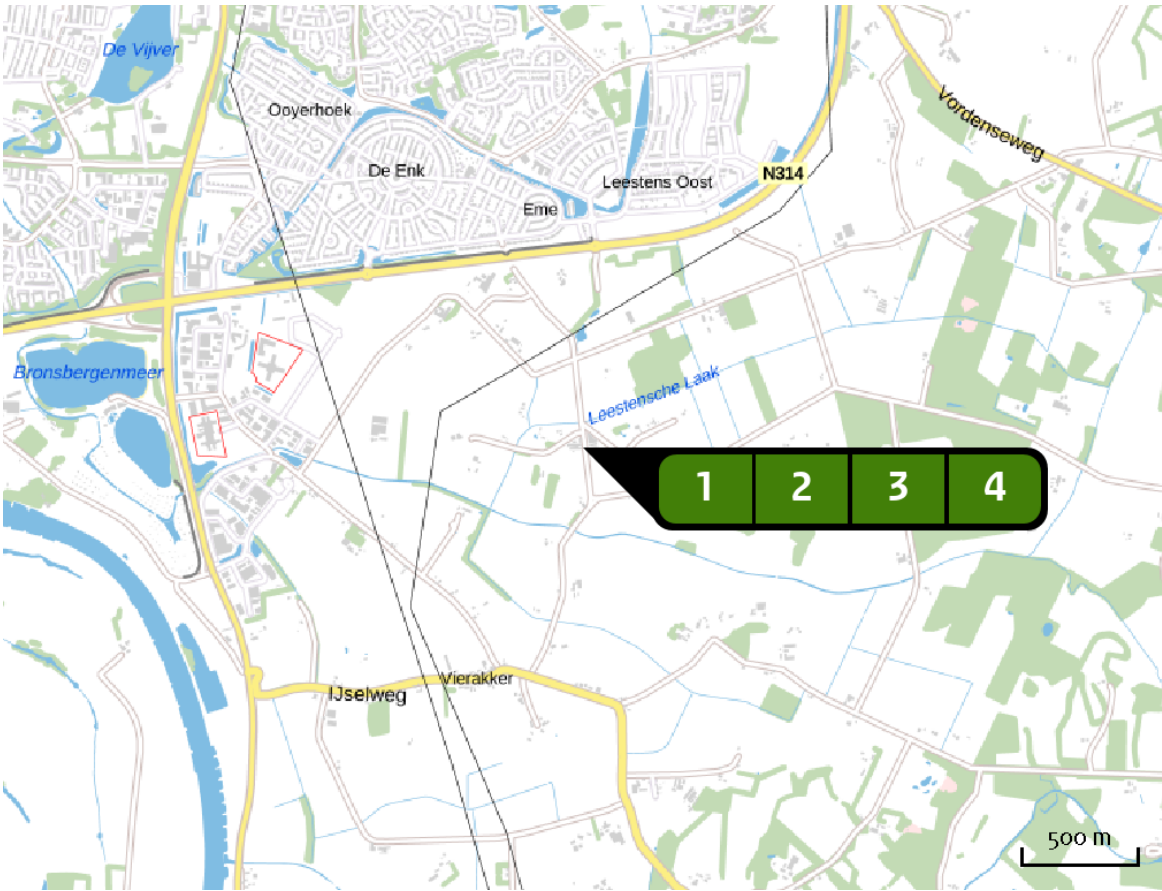 De Vijver
Ooyerhoek
Vordenseweg
De Enk
N314
Leestens Oost
Eme
Bronsbergenmeer
Leestensche Laak
1 2 3 4
Vierakker
IJselweg
500 m